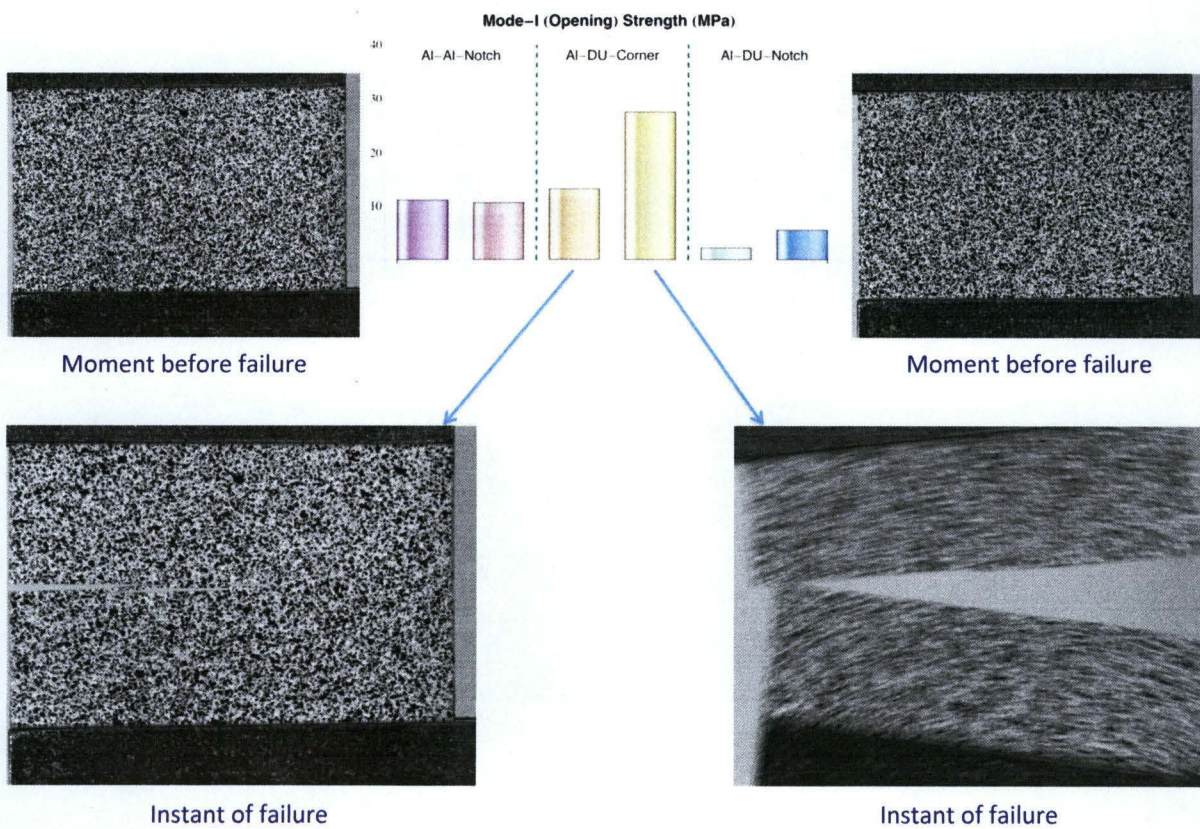 Mode-I (Opening) Strength (MPa)
40
Al-Al-Notch
Al-DU-Corner
Al-DU-Notch
30
20
10
Moment before failure
Moment before failure
Instant of failure
Instant of failure